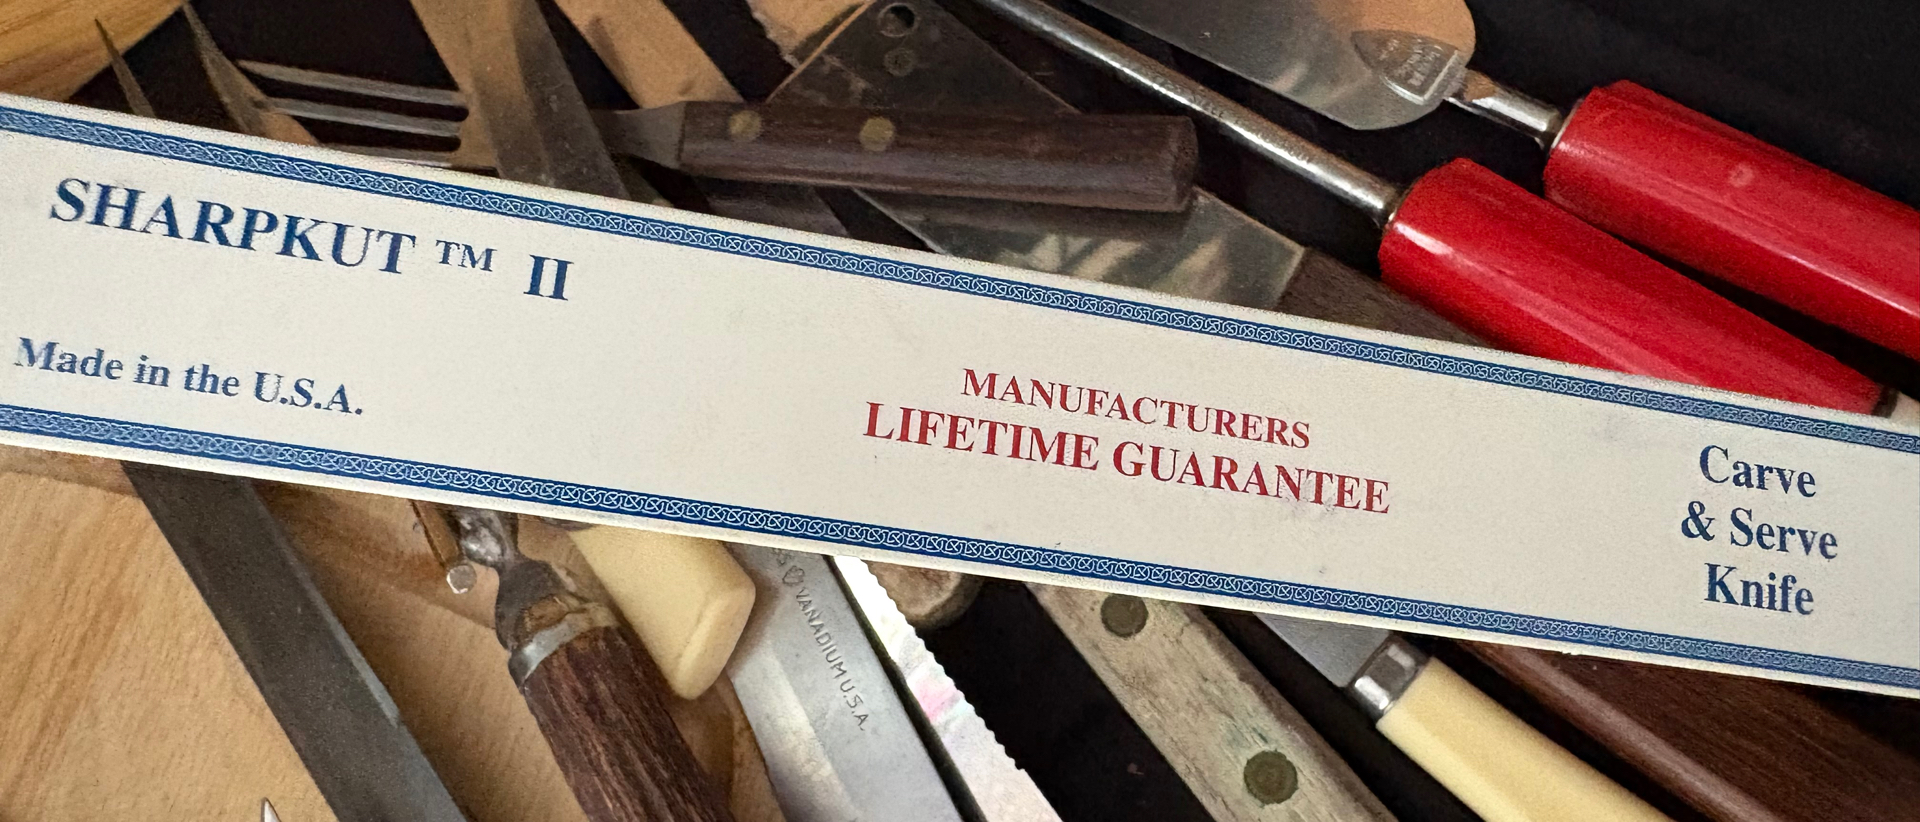 SHARPKUT ™ II
Made in the U.S.A.
MANUFACTURERS
LIFETIME GUARANTEE
Carve
& Serve
Knife
VANADIUM U.S.A.